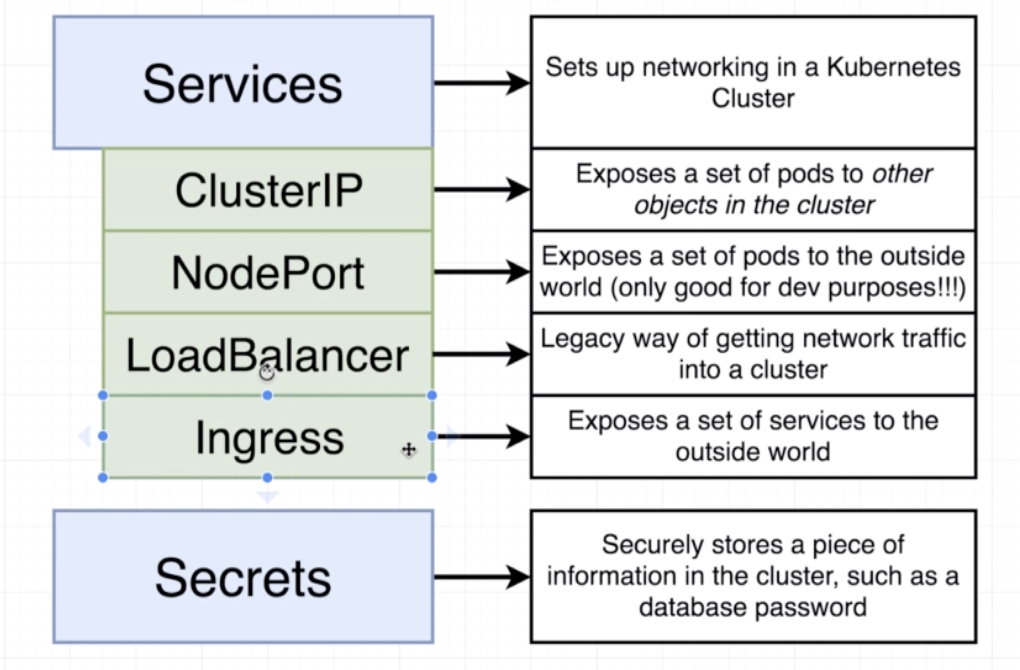 Services
Sets up networking in a Kubernetes
Cluster
ClusterIP
Exposes a set of pods to other
objects in the cluster
NodePort
Exposes a set of pods to the outside
world (only good for dev purposes!!!)
LoadBalancer
Legacy way of getting network traffic
into a cluster
Ingress
Exposes a set of services to the
outside world
Secrets
Securely stores a piece of
information in the cluster, such as a
database password